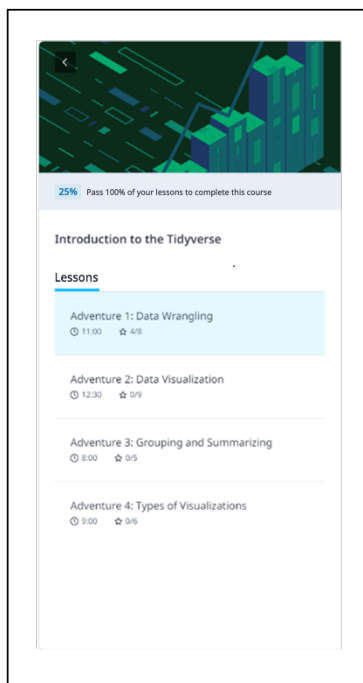 25% Pass 100% of your lessons to complete this course
Introduction to the Tidyverse
Lessons
Adventure 1: Data Wrangling
11:00 4/8
Adventure 2: Data Visualization
12:30 0/9
Adventure 3: Grouping and Summarizing
8:00 0/5
Adventure 4: Types of Visualizations
9:00 0/6